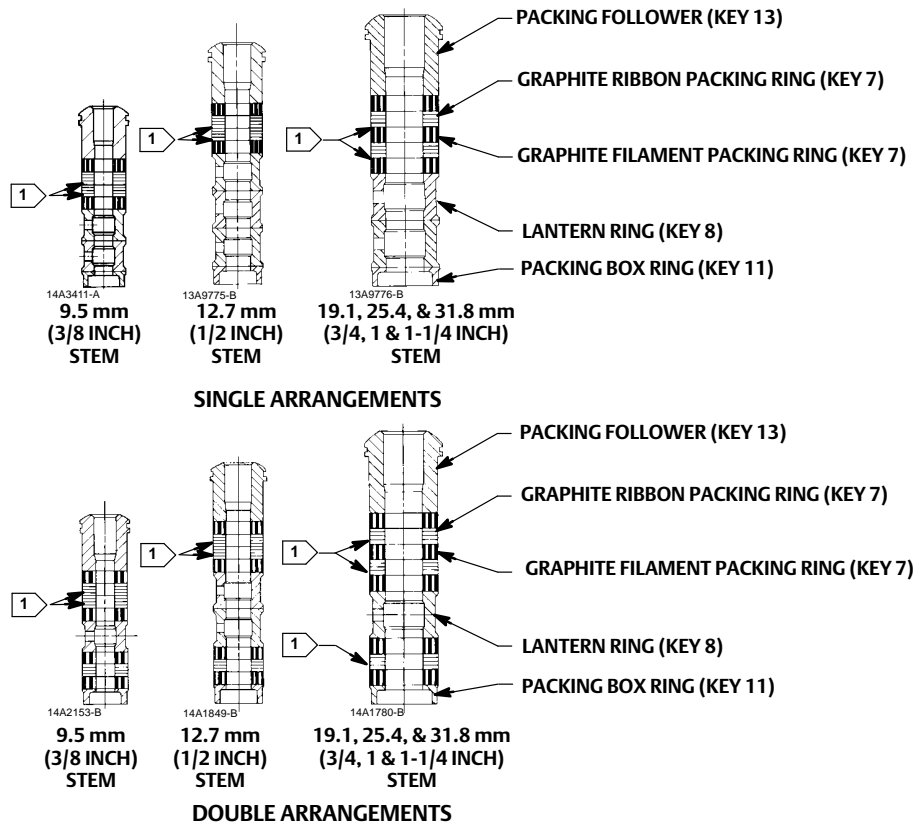 PACKING FOLLOWER (KEY 13)
GRAPHITE RIBBON PACKING RING (KEY 7)
1
1
1
GRAPHITE FILAMENT PACKING RING (KEY 7)
LANTERN RING (KEY 8)
PACKING BOX RING (KEY 11)
14A3411-A
13A9775-B
13A9776-B
9.5 mm
(3/8 INCH)
STEM
12.7 mm
(1/2 INCH)
STEM
19.1, 25.4, & 31.8 mm
(3/4, 1 & 1-1/4 INCH)
STEM
SINGLE ARRANGEMENTS
PACKING FOLLOWER (KEY 13)
GRAPHITE RIBBON PACKING RING (KEY 7)
1
1
1
GRAPHITE FILAMENT PACKING RING (KEY 7)
1
LANTERN RING (KEY 8)
PACKING BOX RING (KEY 11)
14A2153-B
14A1849-B
14A1780-B
9.5 mm
(3/8 INCH)
STEM
12.7 mm
(1/2 INCH)
STEM
19.1, 25.4, & 31.8 mm
(3/4, 1 & 1-1/4 INCH)
STEM
DOUBLE ARRANGEMENTS